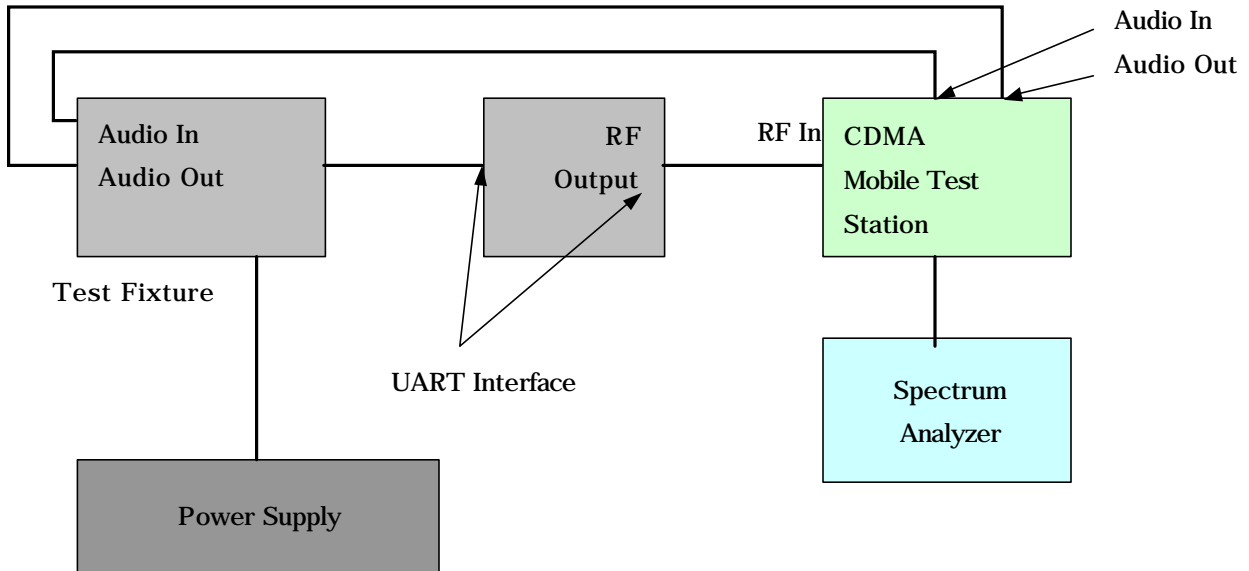 Audio In
Audio Out
Audio In
Audio Out
RF
Output
RF In
CDMA
Mobile Test
Station
Test Fixture
UART Interface
Spectrum
Analyzer
Power Supply